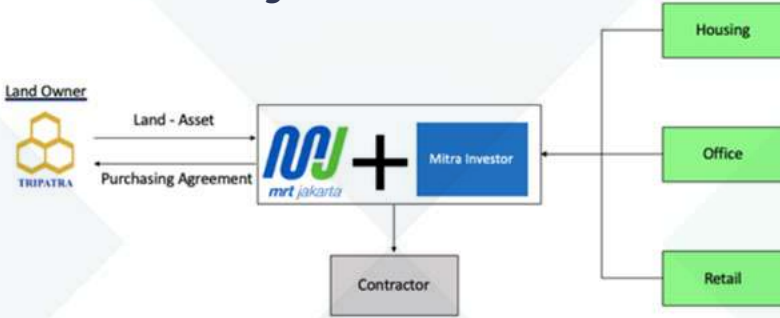 Land Owner
TRIPATRA
Land - Asset
Purchasing Agreement
mrt jakarta
Mitra Investor
Contractor
Housing
Office
Retail